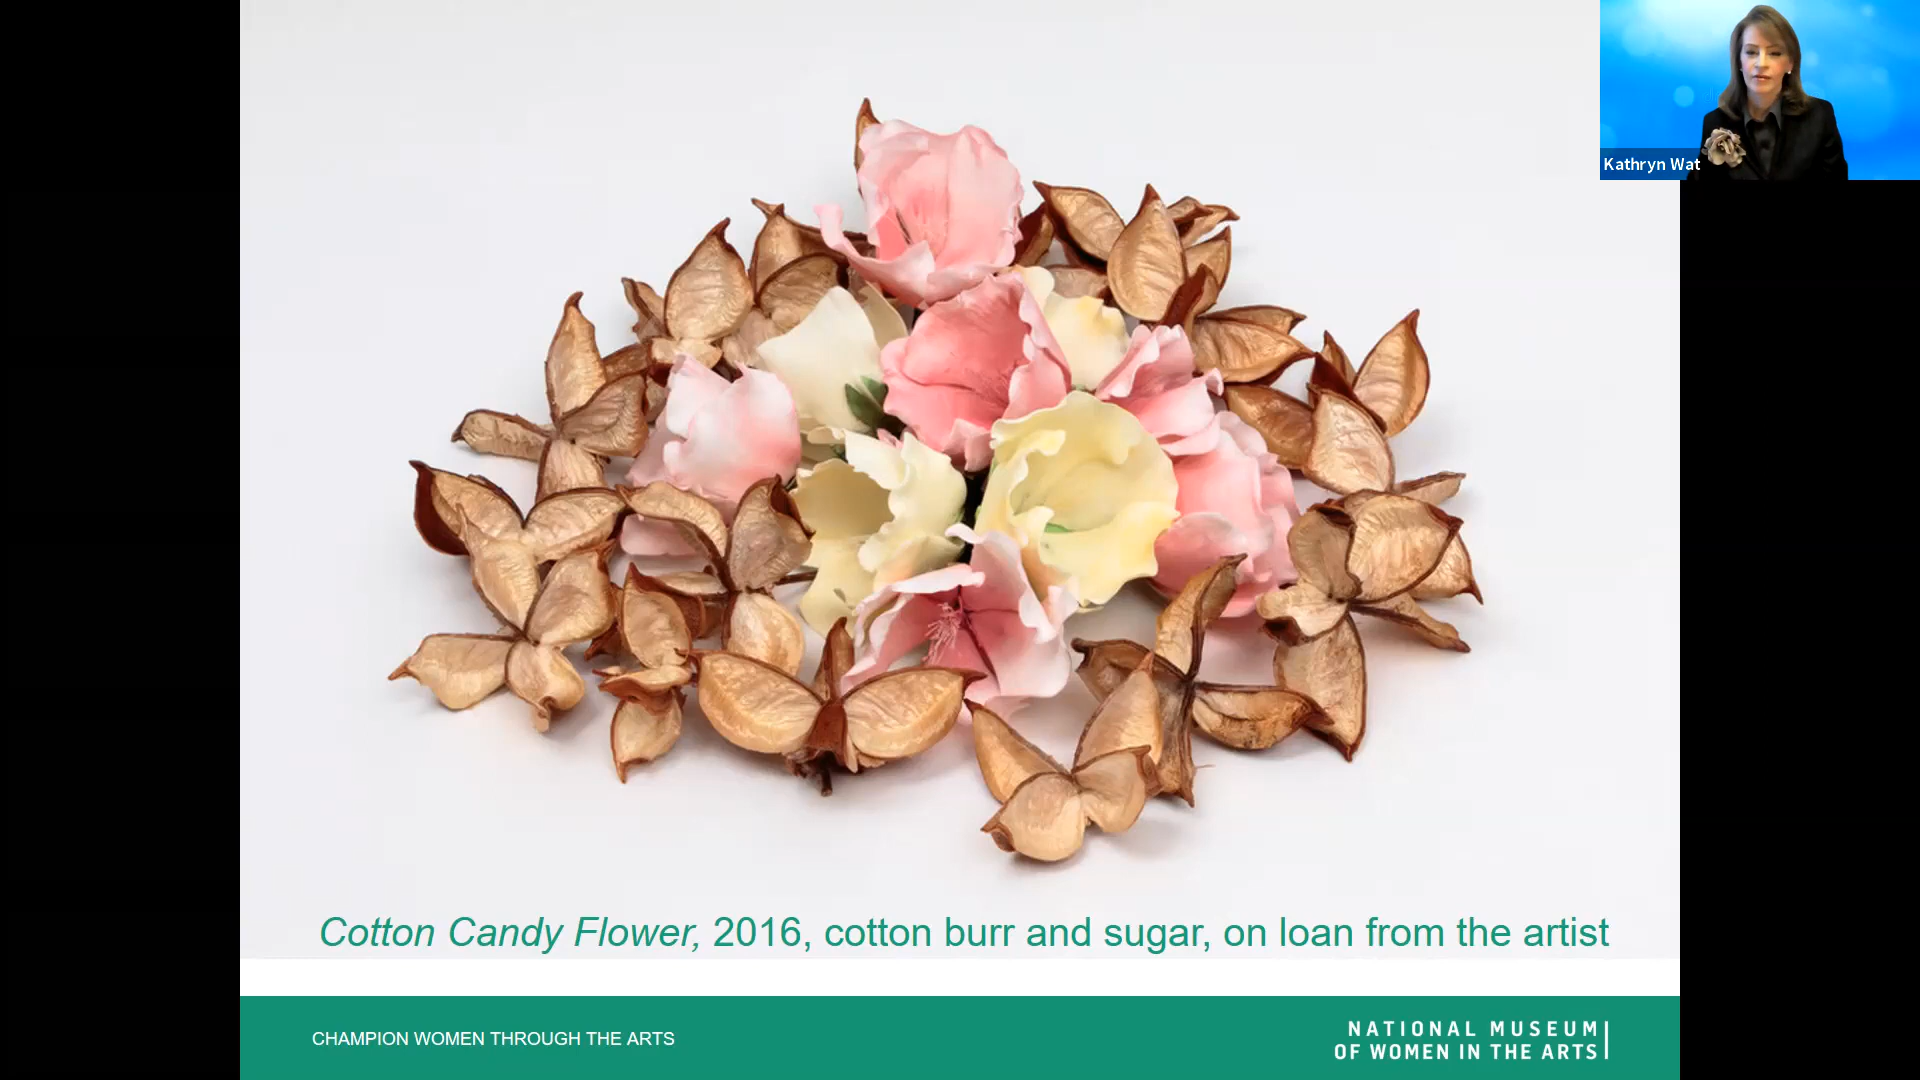 Kathryn Wat
Cotton Candy Flower, 2016, cotton burr and sugar, on loan from the artist
CHAMPION WOMEN THROUGH THE ARTS
NATIONAL MUSEUM
OF WOMEN IN THE ARTS